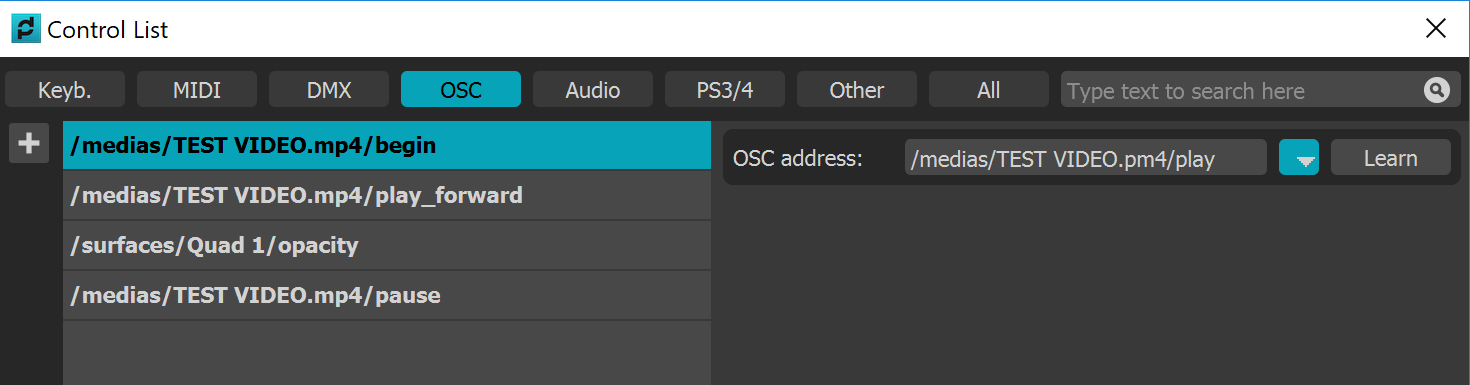 Control List
Keyb. MIDI DMX OSC Audio PS3/4 Other All Type text to search here
/medias/TEST VIDEO.mp4/begin
OSC address: /medias/TEST VIDEO.pm4/play Learn
/medias/TEST VIDEO.mp4/play_forward
/surfaces/Quad 1/opacity
/medias/TEST VIDEO.mp4/pause